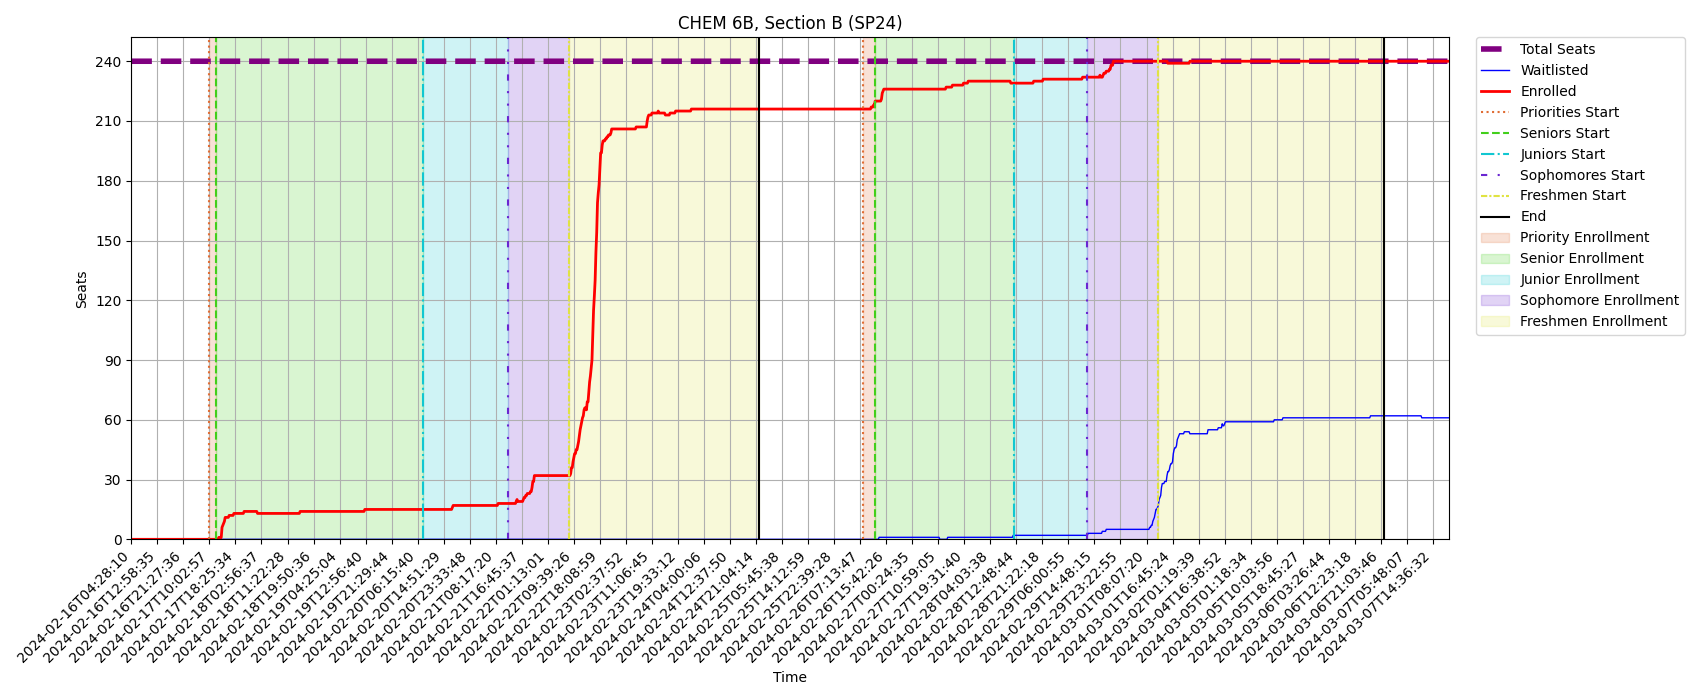 CHEM 6B, Section B (SP24)
Total Seats
Waitlisted
Enrolled
Priorities Start
Seniors Start
Juniors Start
Sophomores Start
Freshmen Start
End
Priority Enrollment
Senior Enrollment
Junior Enrollment
Sophomore Enrollment
Freshmen Enrollment
Seats
240
210
180
150
120
90
60
30
0
2024-02-16T04:28:10
2024-02-16T12:58:35
2024-02-16T21:27:36
2024-02-17T10:02:57
2024-02-17T18:25:34
2024-02-18T02:56:37
2024-02-18T11:22:28
2024-02-18T19:50:36
2024-02-19T04:25:04
2024-02-19T12:56:40
2024-02-19T21:29:44
2024-02-20T06:15:40
2024-02-20T14:51:29
2024-02-20T23:33:48
2024-02-21T08:17:20
2024-02-21T16:45:37
2024-02-22T01:13:01
2024-02-22T09:39:26
2024-02-22T18:08:59
2024-02-23T02:37:52
2024-02-23T11:06:45
2024-02-23T19:33:12
2024-02-24T04:00:06
2024-02-24T12:37:50
2024-02-24T21:04:14
2024-02-25T05:45:38
2024-02-25T14:12:59
2024-02-25T22:39:28
2024-02-26T07:13:47
2024-02-26T15:42:26
2024-02-27T00:24:35
2024-02-27T10:59:05
2024-02-27T19:31:40
2024-02-28T04:03:38
2024-02-28T12:48:44
2024-02-28T21:22:18
2024-02-29T06:00:55
2024-02-29T14:48:15
2024-02-29T23:22:55
2024-03-01T08:07:20
2024-03-01T16:45:24
2024-03-02T01:19:39
2024-03-04T16:38:52
2024-03-05T01:18:34
2024-03-05T10:03:56
2024-03-05T18:45:27
2024-03-06T03:26:44
2024-03-06T12:23:18
2024-03-06T21:03:46
2024-03-07T05:48:07
2024-03-07T14:36:32
Time